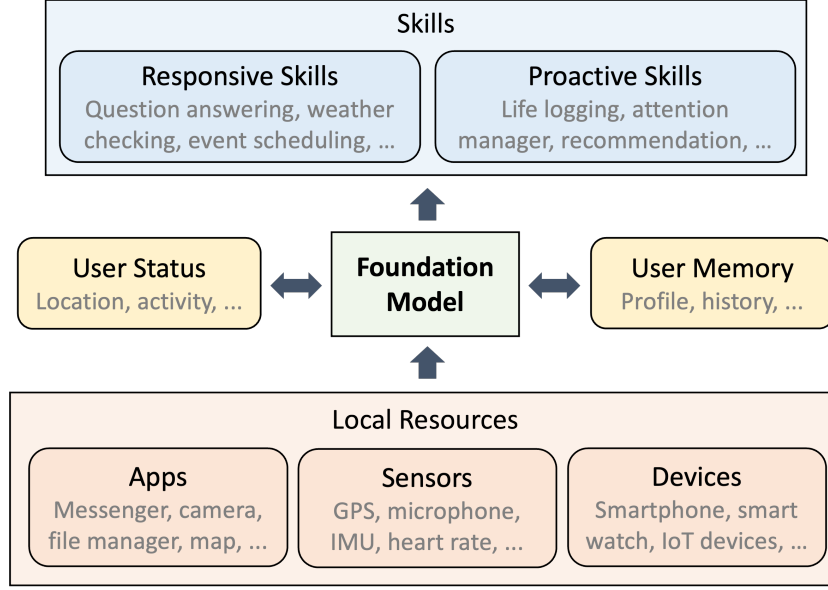 Skills
Responsive Skills
Question answering, weather
checking, event scheduling, ...
Proactive Skills
Life logging, attention
manager, recommendation, ...
User Status
Location, activity, ...
Foundation
Model
User Memory
Profile, history, ...
Local Resources
Apps
Messenger, camera,
file manager, map, ...
Sensors
GPS, microphone,
IMU, heart rate, ...
Devices
Smartphone, smart
watch, IoT devices, ...